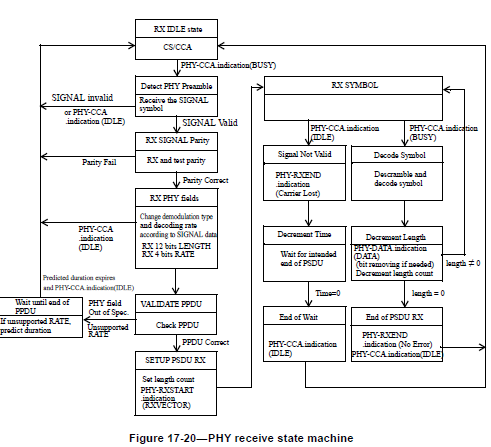 RX IDLE state
CS/CCA
PHY-CCA.indication(BUSY)
Detect PHY Preamble
Receive the SIGNAL
symbol
SIGNAL invalid
or PHY-CCA
.indication (IDLE)
SIGNAL Valid
RX SIGNAL Parity
RX and test parity
Parity Fail
Parity Correct
RX PHY fields
Change demodulation type
and decoding rate
according to SIGNAL data
RX 12 bits LENGTH
RX 4 bits RATE
PHY-CCA
.indication
(IDLE)
Predicted duration expires
and PHY-CCA.indication(IDLE)
Wait until end of
PPDU
If unsupported RATE,
predict duration
PHY field
Out of Spec.
Unsupported
RATE
VALIDATE PPDU
Check PPDU
PPDU Correct
SETUP PSDU RX
Set length count
PHY-RXSTART
.indication
(RXVECTOR)
RX SYMBOL
PHY-CCA.indication
(IDLE)
PHY-CCA.indication
(BUSY)
Signal Not Valid
PHY-RXEND
.indication
(Carrier Lost)
Decode Symbol
Descramble and
decode symbol
Decrement Time
Wait for intended
end of PSDU
Decrement Length
PHY-DATA.indication
(DATA)
(bit removing if needed)
Decrement length count
length ≠ 0
Time=0
length = 0
End of Wait
PHY-CCA.indication
(IDLE)
End of PSDU RX
PHY-RXEND
.indication (No Error)
PHY-CCA.indication(IDLE)
Figure 17-20—PHY receive state machine